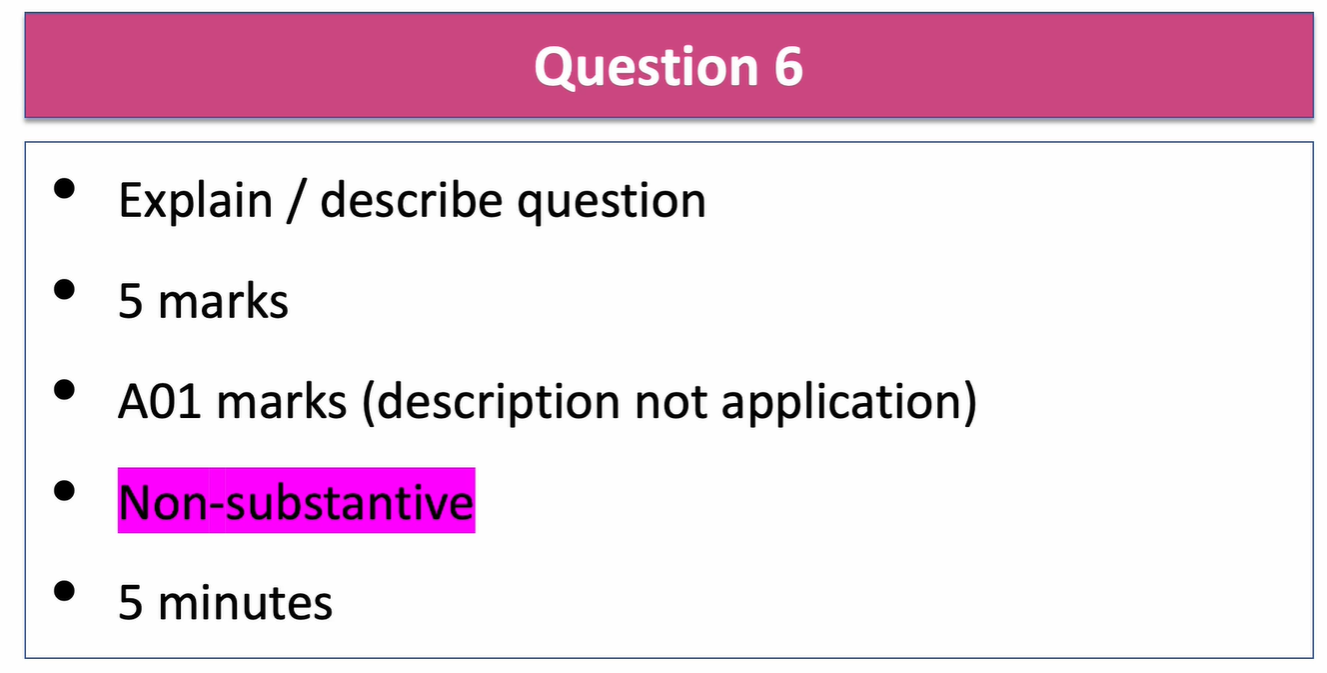 Question 6
• Explain / describe question
• 5 marks
• A01 marks (description not application)
• Non-substantive
• 5 minutes